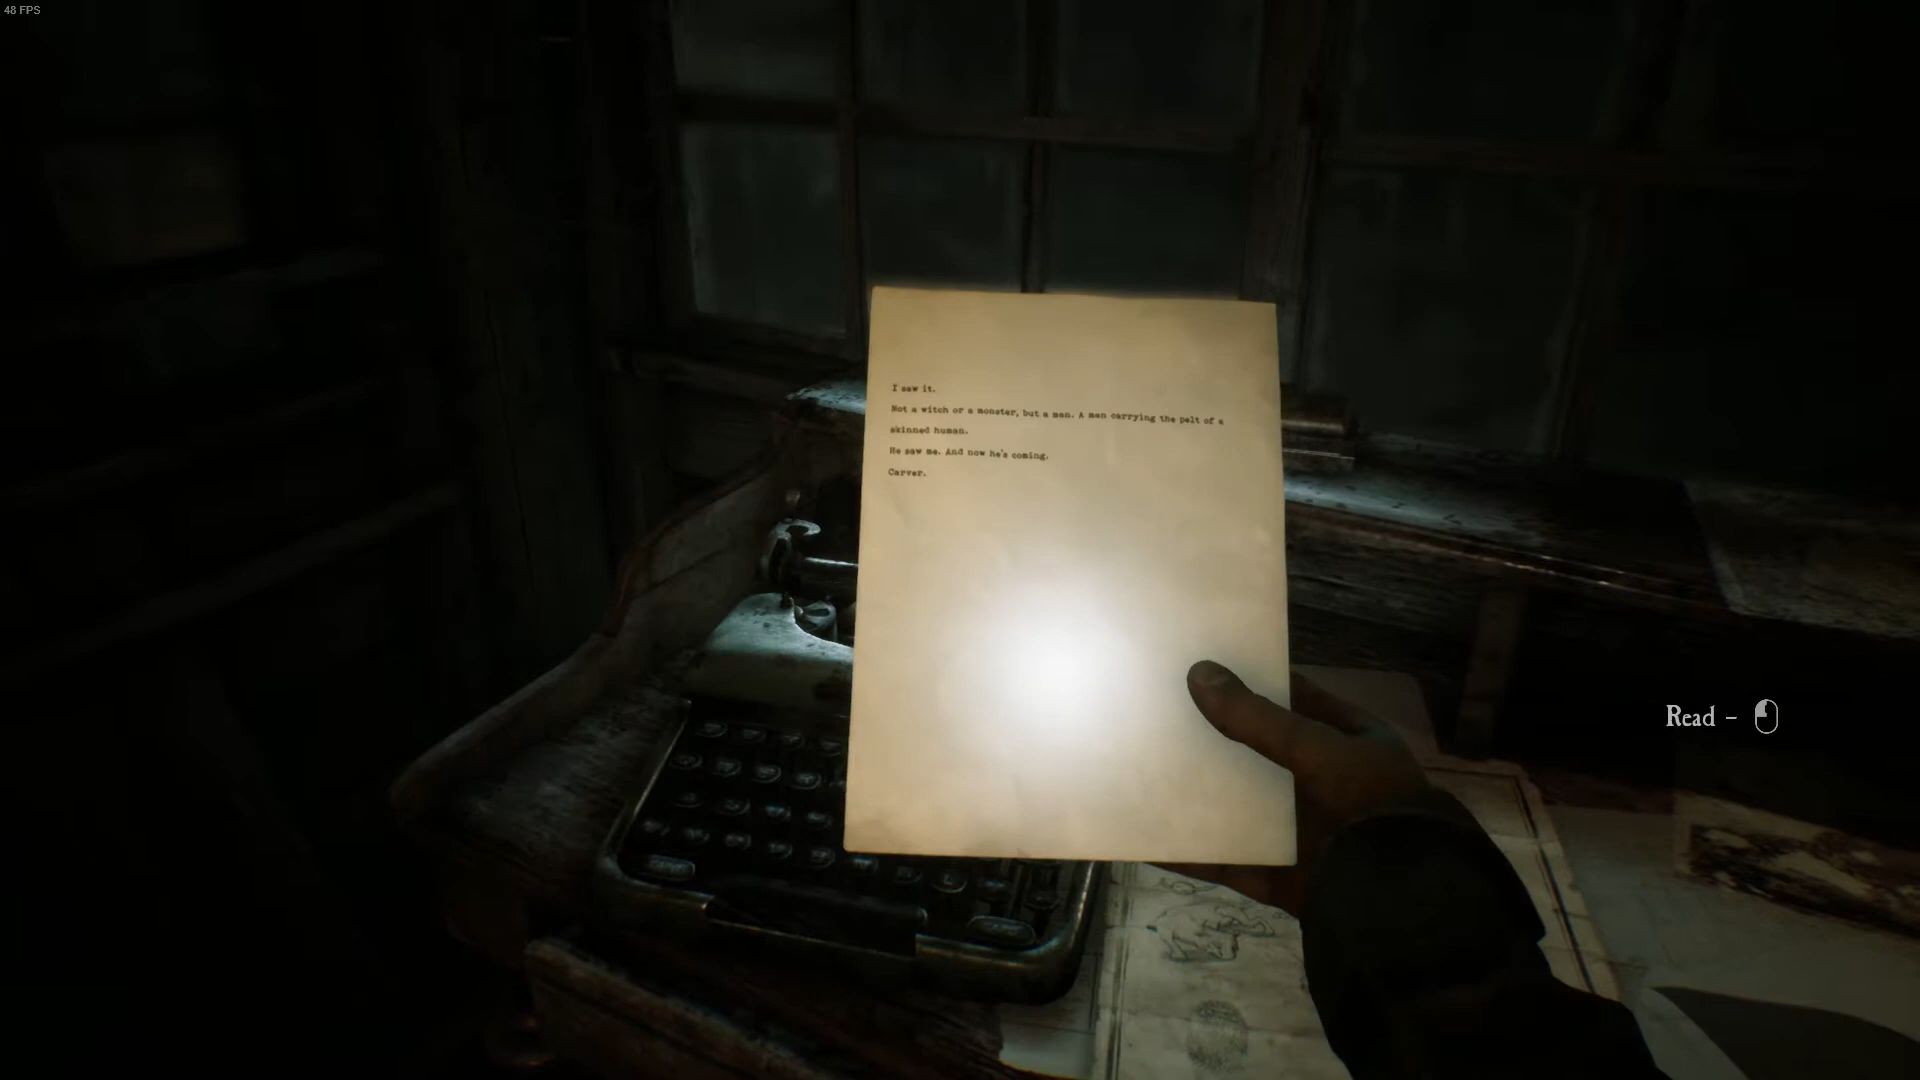 48 FPS
I saw it.
Not a witch or a monster, but a man. A man carrying the pelt of a
skinned human.
He saw me. And now he's coming.
Carver.
Read -